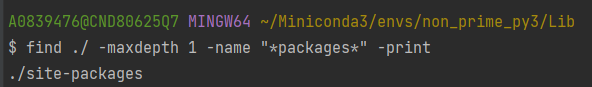 A0839476@CND80625Q7 MINGW64 ~/Miniconda3/envs/non_prime_py3/Lib
$ find ./ -maxdepth 1 -name "*packages*" -print
./site-packages